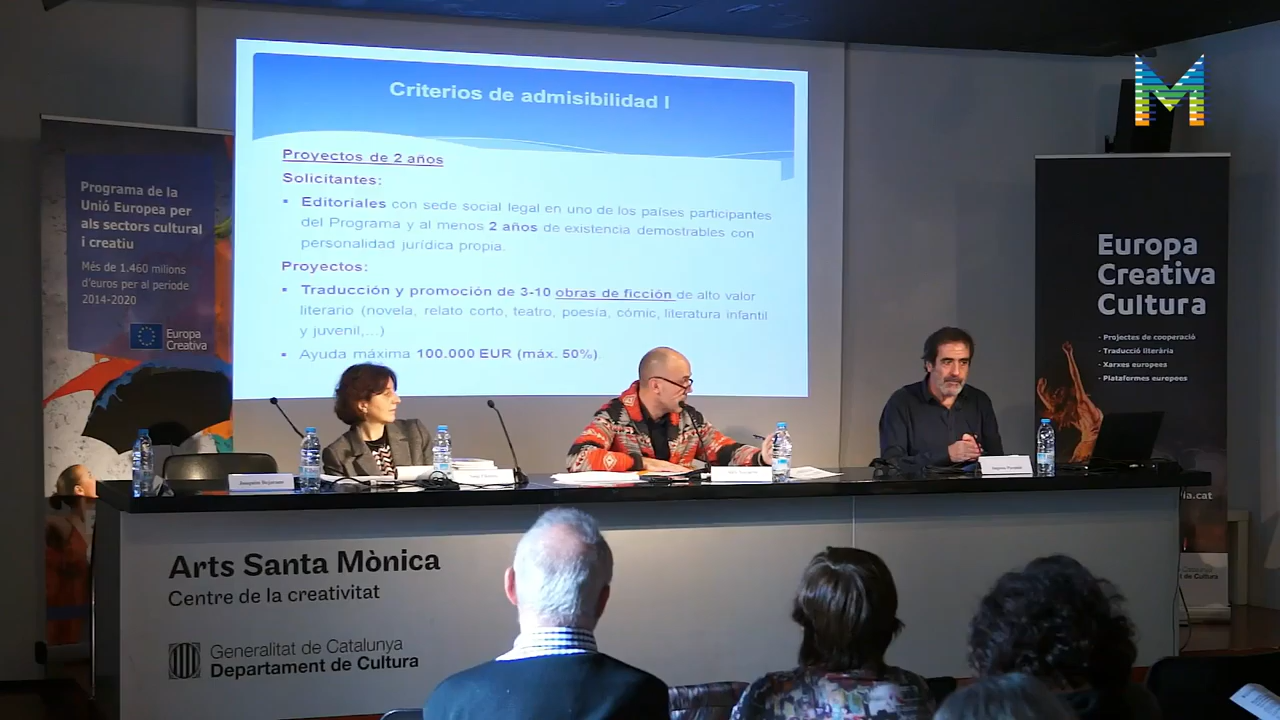 Criterios de admisibilidad I
Proyectos de 2 años
Solicitantes:
Editoriales con sede social legal en uno de los países participantes
del Programa y al menos 2 años de existencia demostrables con
personalidad jurídica propia.
Proyectos:
Traducción y promoción de 3-10 obras de ficción de alto valor
literario (novela, relato corto, teatro, poesía, cómic, literatura infantil
y juvenil,...)
Ayuda máxima 100.000 EUR (máx. 50%).
Programa de la
Unió Europea per
als sectors cultural
i creatiu
Més de 1.460 milions
d'euros per al període
2014-2020
Europa
Creativa
M
Europa
Creativa
Cultura
- Projectes de cooperació
- Traducció literària
- Xarxes europees
- Plataformes europees
Arts Santa Mònica
Centre de la creativitat
Generalitat de Catalunya
Departament de Cultura